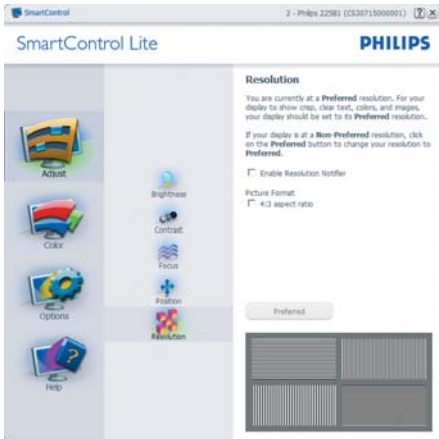 SmartControl
2 - Philips 225B1 (CS30715000001)
SmartControl Lite
PHILIPS
Resolution
You are currently at a Preferred resolution. For your
display to show crisp, clear text, colors, and images,
your display should be set to its Preferred resolution.
If your display is at a Non-Preferred resolution, click
on the Preferred button to change your resolution to
Preferred.
Enable Resolution Notifier
Picture Format
4:3 aspect ratio
Preferred
Adjust
Color
Options
Help
Brightness
Contrast
Focus
Position
Resolution